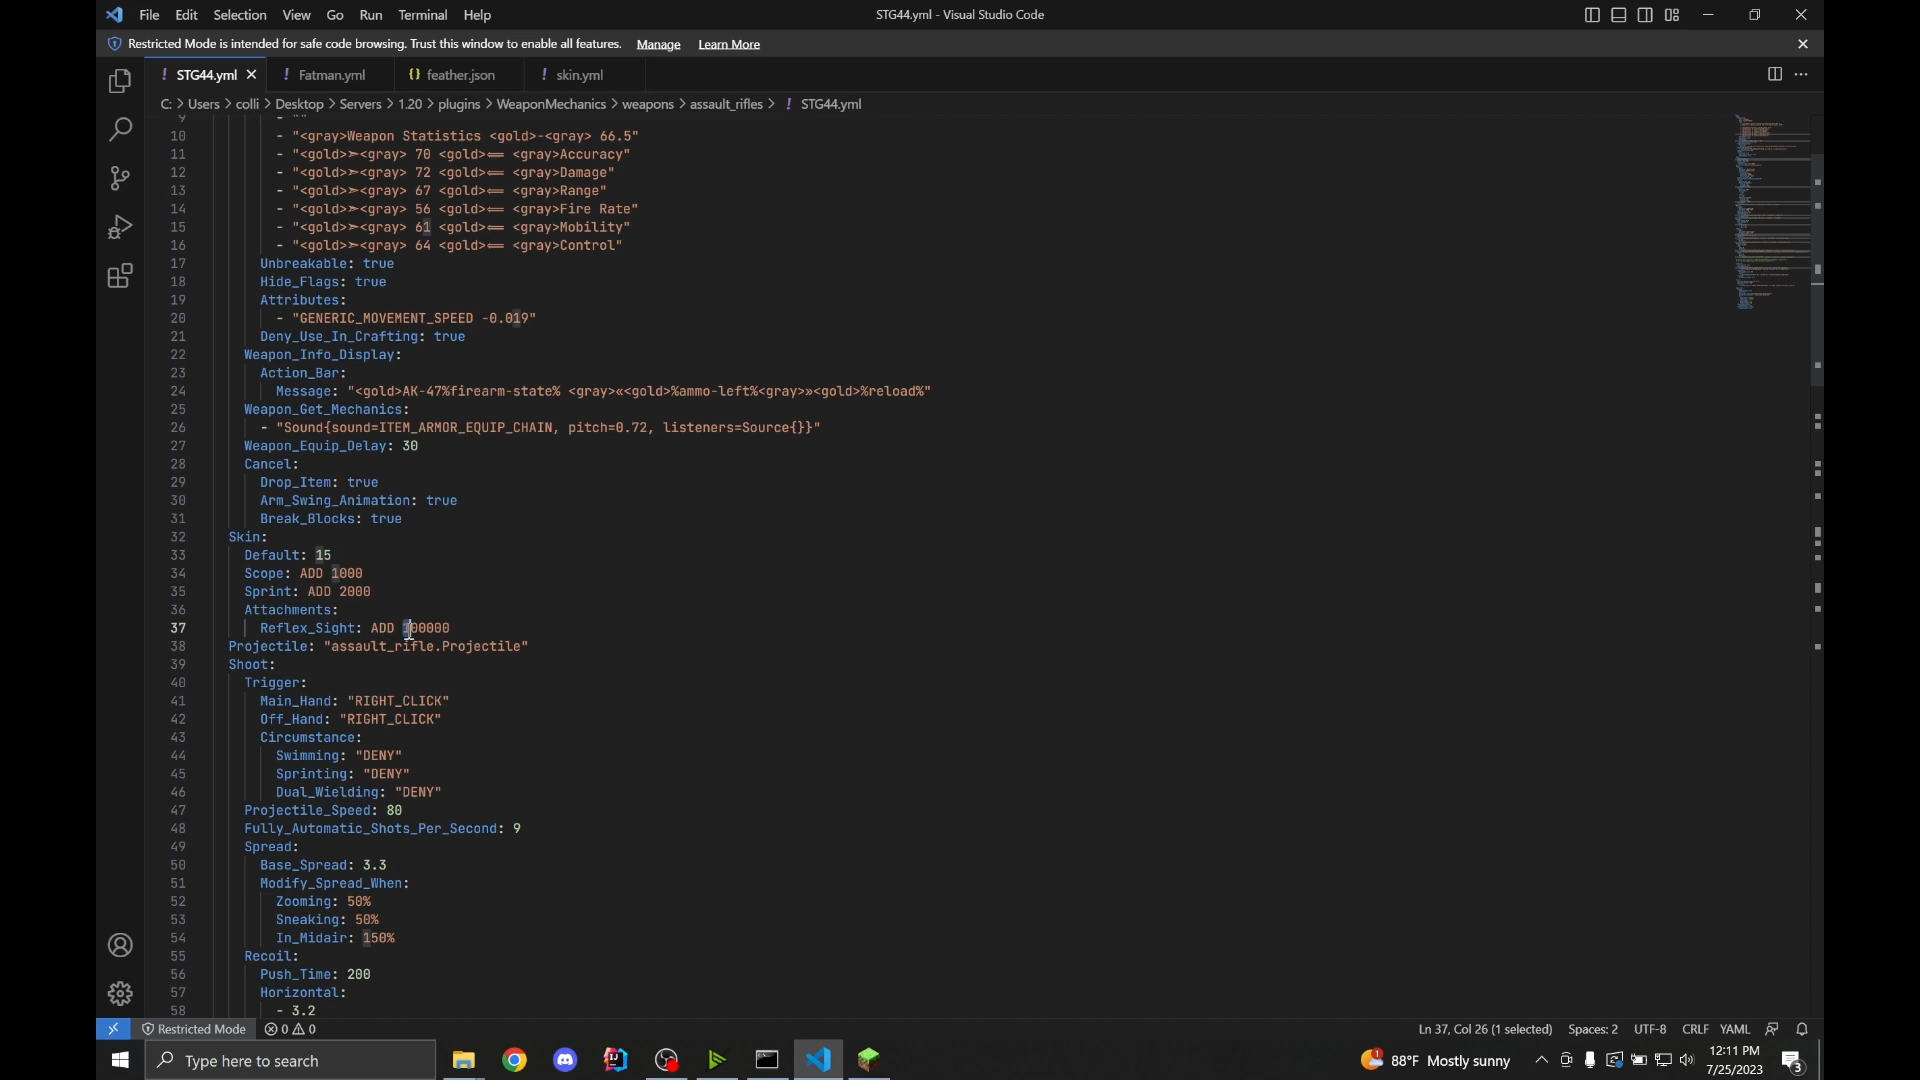 File Edit Selection View Go Run Terminal Help
STG44.yml - Visual Studio Code
Restricted Mode is intended for safe code browsing. Trust this window to enable all features. Manage Learn More
! STG44.yml ! Fatman.yml {} feather.json ! skin.yml
C: > Users > colli > Desktop > Servers > 1.20 > plugins > WeaponMechanics > weapons > assault_rifles > ! STG44.yml
9 - ""
10 - "<gray>Weapon Statistics <gold>-<gray> 66.5"
11 - "<gold>➣<gray> 70 <gold>⟸ <gray>Accuracy"
12 - "<gold>➣<gray> 72 <gold>⟸ <gray>Damage"
13 - "<gold>➣<gray> 67 <gold>⟸ <gray>Range"
14 - "<gold>➣<gray> 56 <gold>⟸ <gray>Fire Rate"
15 - "<gold>➣<gray> 61 <gold>⟸ <gray>Mobility"
16 - "<gold>➣<gray> 64 <gold>⟸ <gray>Control"
17 Unbreakable: true
18 Hide_Flags: true
19 Attributes:
20 - "GENERIC_MOVEMENT_SPEED -0.019"
21 Deny_Use_In_Crafting: true
22 Weapon_Info_Display:
23 Action_Bar:
24 Message: "<gold>AK-47%firearm-state% <gray>«<gold>%ammo-left%<gray>»<gold>%reload%"
25 Weapon_Get_Mechanics:
26 - "Sound{sound=ITEM_ARMOR_EQUIP_CHAIN, pitch=0.72, listeners=Source{}}"
27 Weapon_Equip_Delay: 30
28 Cancel:
29 Drop_Item: true
30 Arm_Swing_Animation: true
31 Break_Blocks: true
32 Skin:
33 Default: 15
34 Scope: ADD 1000
35 Sprint: ADD 2000
36 Attachments:
37 Reflex_Sight: ADD 100000
38 Projectile: "assault_rifle.Projectile"
39 Shoot:
40 Trigger:
41 Main_Hand: "RIGHT_CLICK"
42 Off_Hand: "RIGHT_CLICK"
43 Circumstance:
44 Swimming: "DENY"
45 Sprinting: "DENY"
46 Dual_Wielding: "DENY"
47 Projectile_Speed: 80
48 Fully_Automatic_Shots_Per_Second: 9
49 Spread:
50 Base_Spread: 3.3
51 Modify_Spread_When:
52 Zooming: 50%
53 Sneaking: 50%
54 In_Midair: 150%
55 Recoil:
56 Push_Time: 200
57 Horizontal:
58 - 3.2
Restricted Mode 0 0 Ln 37, Col 26 (1 selected) Spaces: 2 UTF-8 CRLF YAML
Type here to search
1 88°F Mostly sunny
12:11 PM
7/25/2023
3